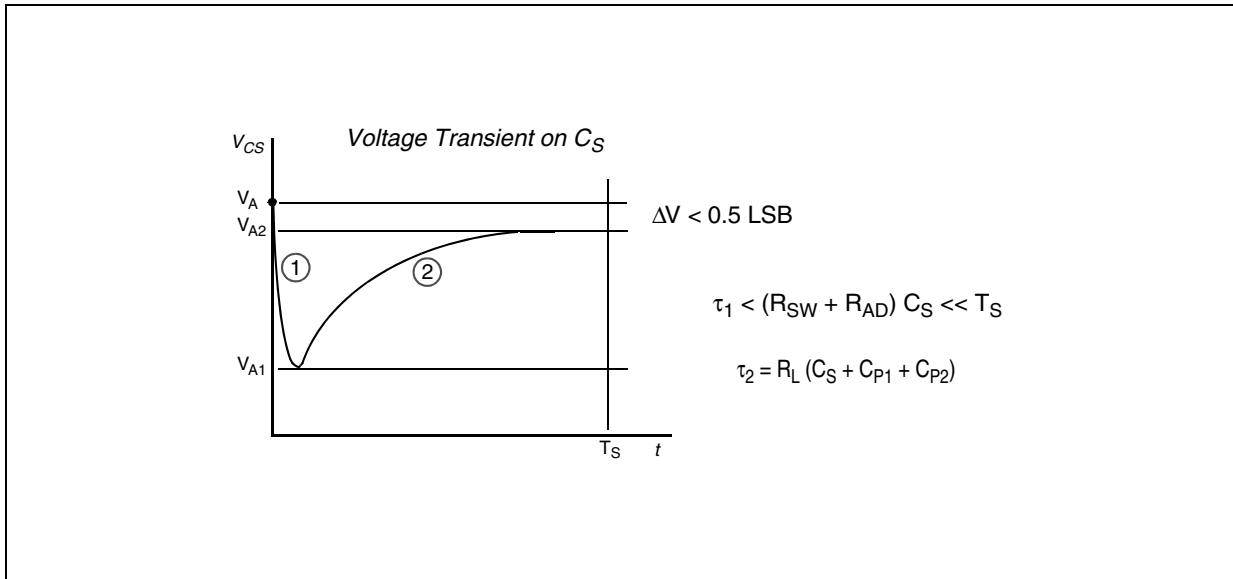 Voltage Transient on CS
VCS
VA
VA2
ΔV < 0.5 LSB
1
2
τ1 < (RSW + RAD) CS << TS
VA1
τ2 = RL (CS + CP1 + CP2)
TS
t